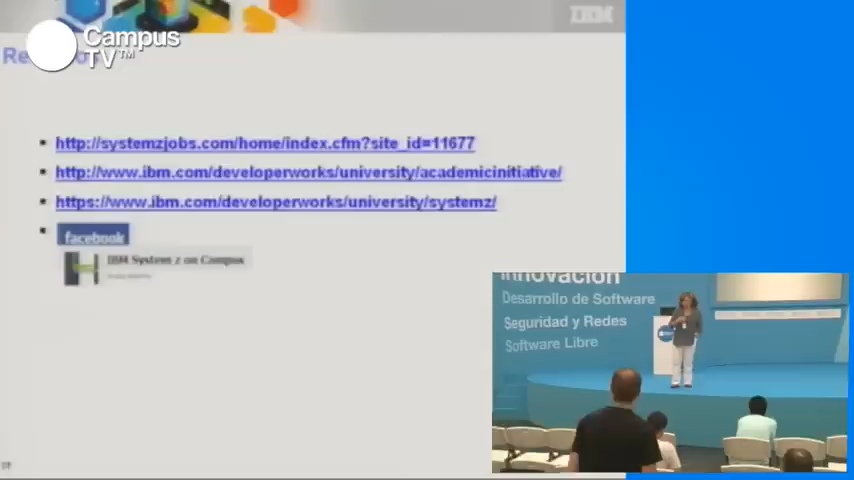 IBM
Campus
TV™
http://systemzjobs.com/home/index.cfm?site_id=11677
http://www.ibm.com/developerworks/university/academicinitiative/
https://www.ibm.com/developerworks/university/systemz/
facebook
IBM System z on Campus
Innovación
Desarrollo de Software
Seguridad y Redes
Software Libre